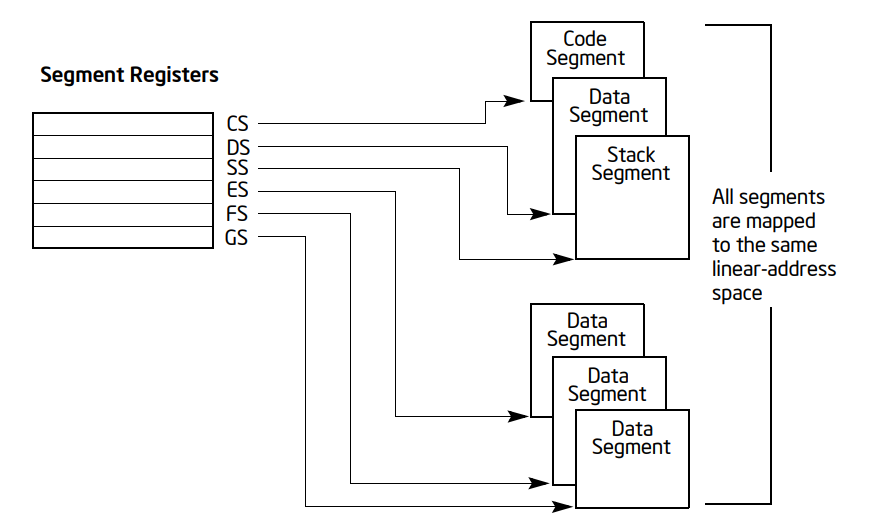 Segment Registers
CS
DS
SS
ES
FS
GS
Code
Segment
Data
Segment
Stack
Segment
Data
Segment
Data
Segment
Data
Segment
All segments
are mapped
to the same
linear-address
space